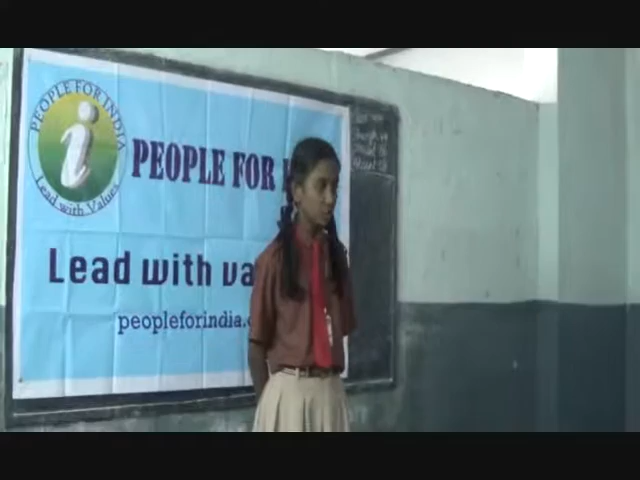 PEOPLE FOR INDIA
i
Lead with Values
PEOPLE FOR
Lead with va
peopleforindia.